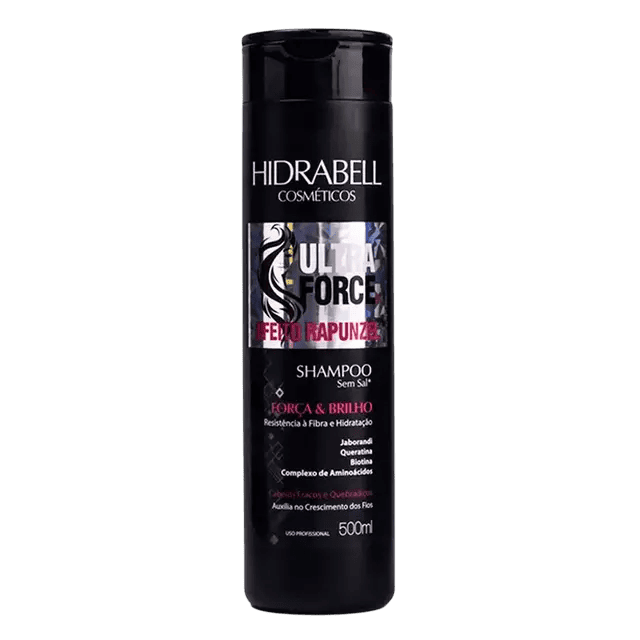 HIDRABELL
COSMÉTICOS
ULTRA
FORCE
EFEITO RAPUNZEL
SHAMPOO
Sem Sal*
FORÇA & BRILHO
Resistência à Fibra e Hidratação
Jaborandi
Queratina
Biotina
Complexo de Aminoácidos
Cabelos Fracos e Quebradiços
Auxilia no Crescimento dos Fios
USO PROFISSIONAL
500ml